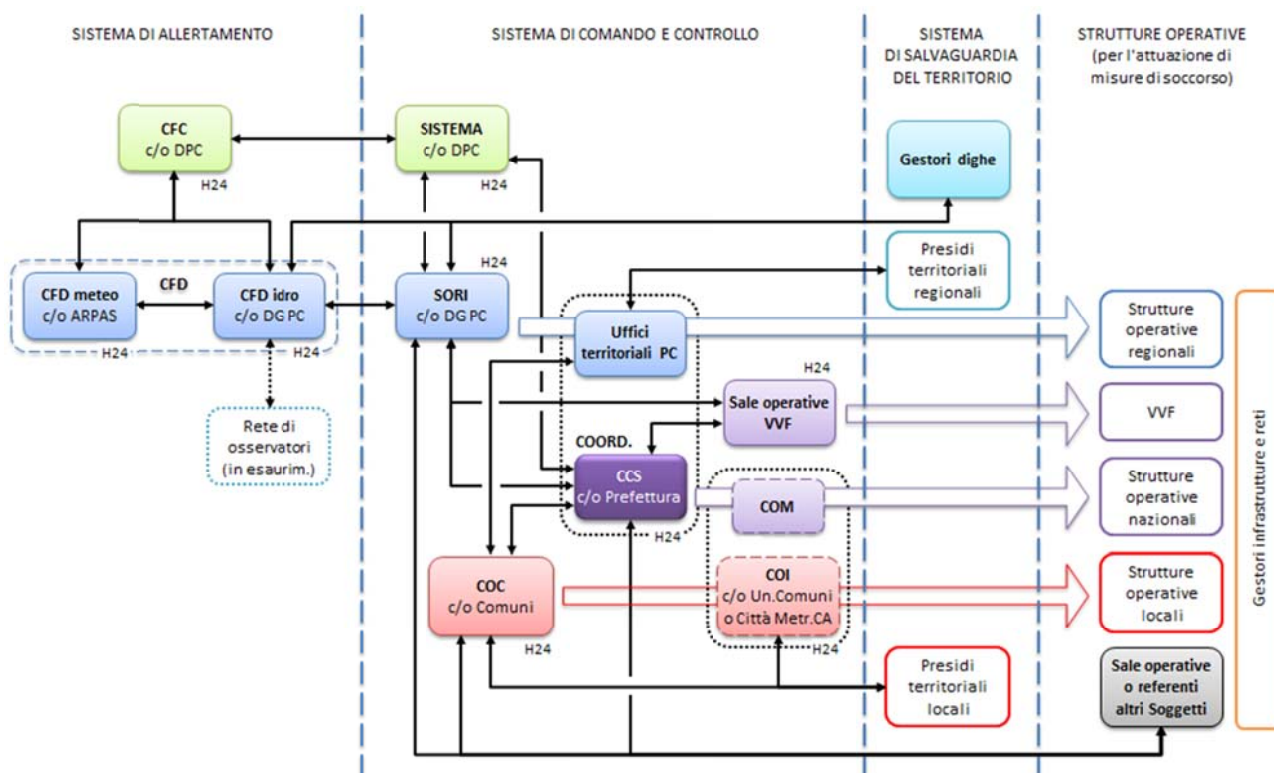 SISTEMA DI ALLERTAMENTO
SISTEMA DI COMANDO E CONTROLLO
SISTEMA
DI SALVAGUARDIA
DEL TERRITORIO
STRUTTURE OPERATIVE
(per l'attuazione di
misure di soccorso)
CFC
c/o DPC
H24
SISTEMA
c/o DPC
H24
Gestori dighe
CFD meteo
c/o ARPAS
H24
CFD
CFD idro
c/o DG PC
H24
SORI
c/o DG PC
H24
Presidi
territoriali
regionali
Uffici
territoriali PC
Strutture
operative
regionali
Rete di
osservatori
(in esaurim.)
H24
Sale operative
VVF
VVF
COORD.
CCS
c/o Prefettura
H24
COM
Strutture
operative
nazionali
COC
c/o Comuni
H24
COI
c/o Un.Comuni
o Città Metr.CA
H24
Strutture
operative
locali
Presidi
territoriali
locali
Sale operative
o referenti
altri Soggetti
Gestori infrastrutture e reti